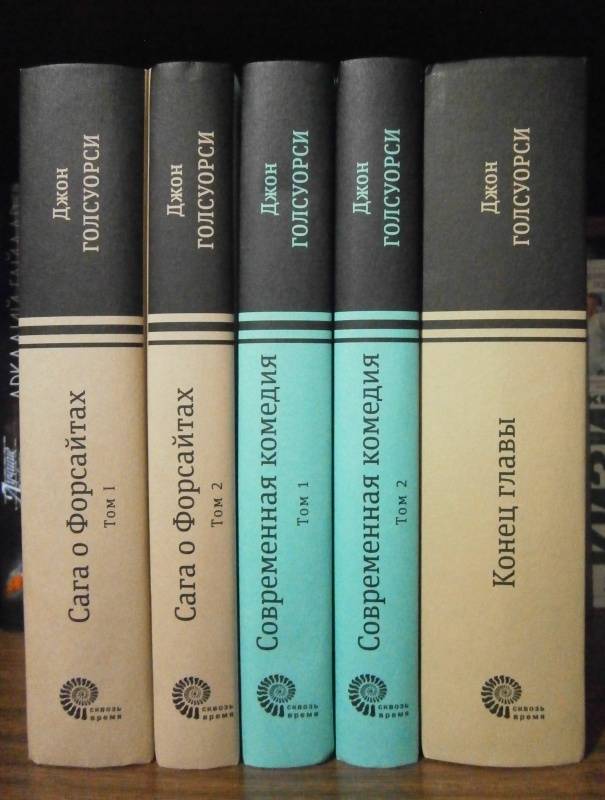 Джон
ГОЛСУОРСИ
Сага о Форсайтах
Том 1
сквозь
время
Джон
ГОЛСУОРСИ
Сага о Форсайтах
Том 2
сквозь
время
Джон
ГОЛСУОРСИ
Современная комедия
Том 1
сквозь
время
Джон
ГОЛСУОРСИ
Современная комедия
Том 2
сквозь
время
Джон
ГОЛСУОРСИ
Конец главы
сквозь
время
АРКАДИЙ ГАЙДАР